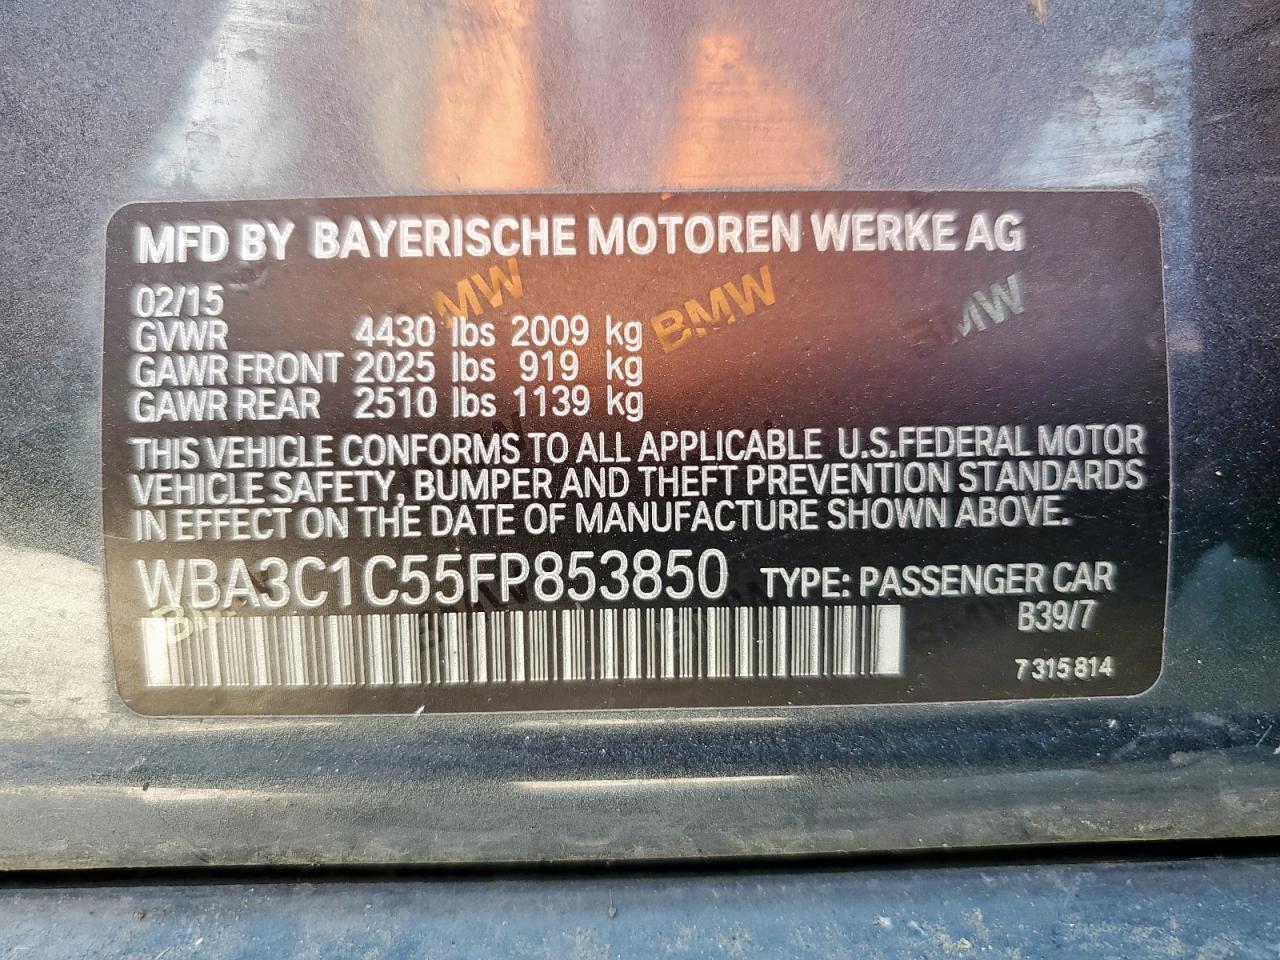 MFD BY BAYERISCHE MOTOREN WERKE AG
02/15
GVWR 4430 lbs 2009 kg
GAWR FRONT 2025 lbs 919 kg
GAWR REAR 2510 lbs 1139 kg
THIS VEHICLE CONFORMS TO ALL APPLICABLE U.S.FEDERAL MOTOR
VEHICLE SAFETY, BUMPER AND THEFT PREVENTION STANDARDS
IN EFFECT ON THE DATE OF MANUFACTURE SHOWN ABOVE.
WBA3C1C55FP853850 TYPE: PASSENGER CAR
B39/7
7 315 814
BMW
BMW
BMW